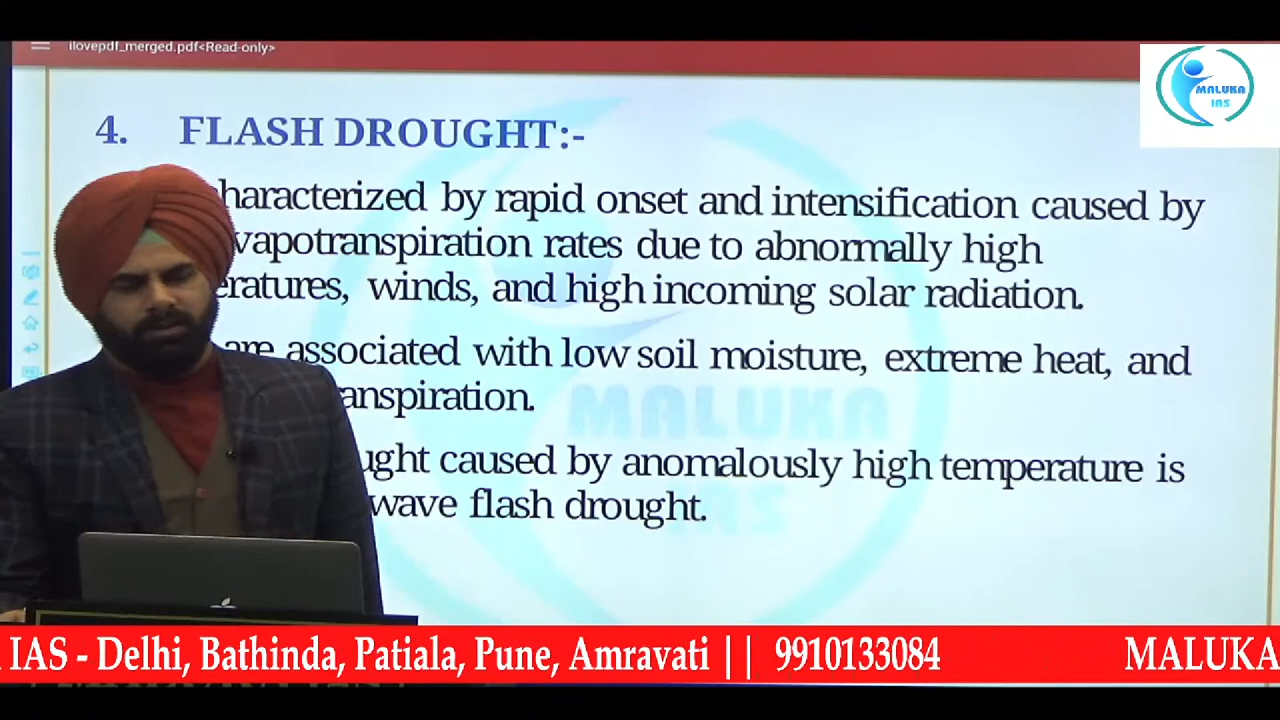 ilovepdf_merged.pdf<Read-only>
MALUKA
IAS
4. FLASH DROUGHT:-
characterized by rapid onset and intensification caused by
vapotranspiration rates due to abnormally high
eratures, winds, and high incoming solar radiation.
are associated with low soil moisture, extreme heat, and
anspiration.
ught caused by anomalously high temperature is
wave flash drought.
MALUKA
IAS
IAS - Delhi, Bathinda, Patiala, Pune, Amravati || 9910133084 MALUKA